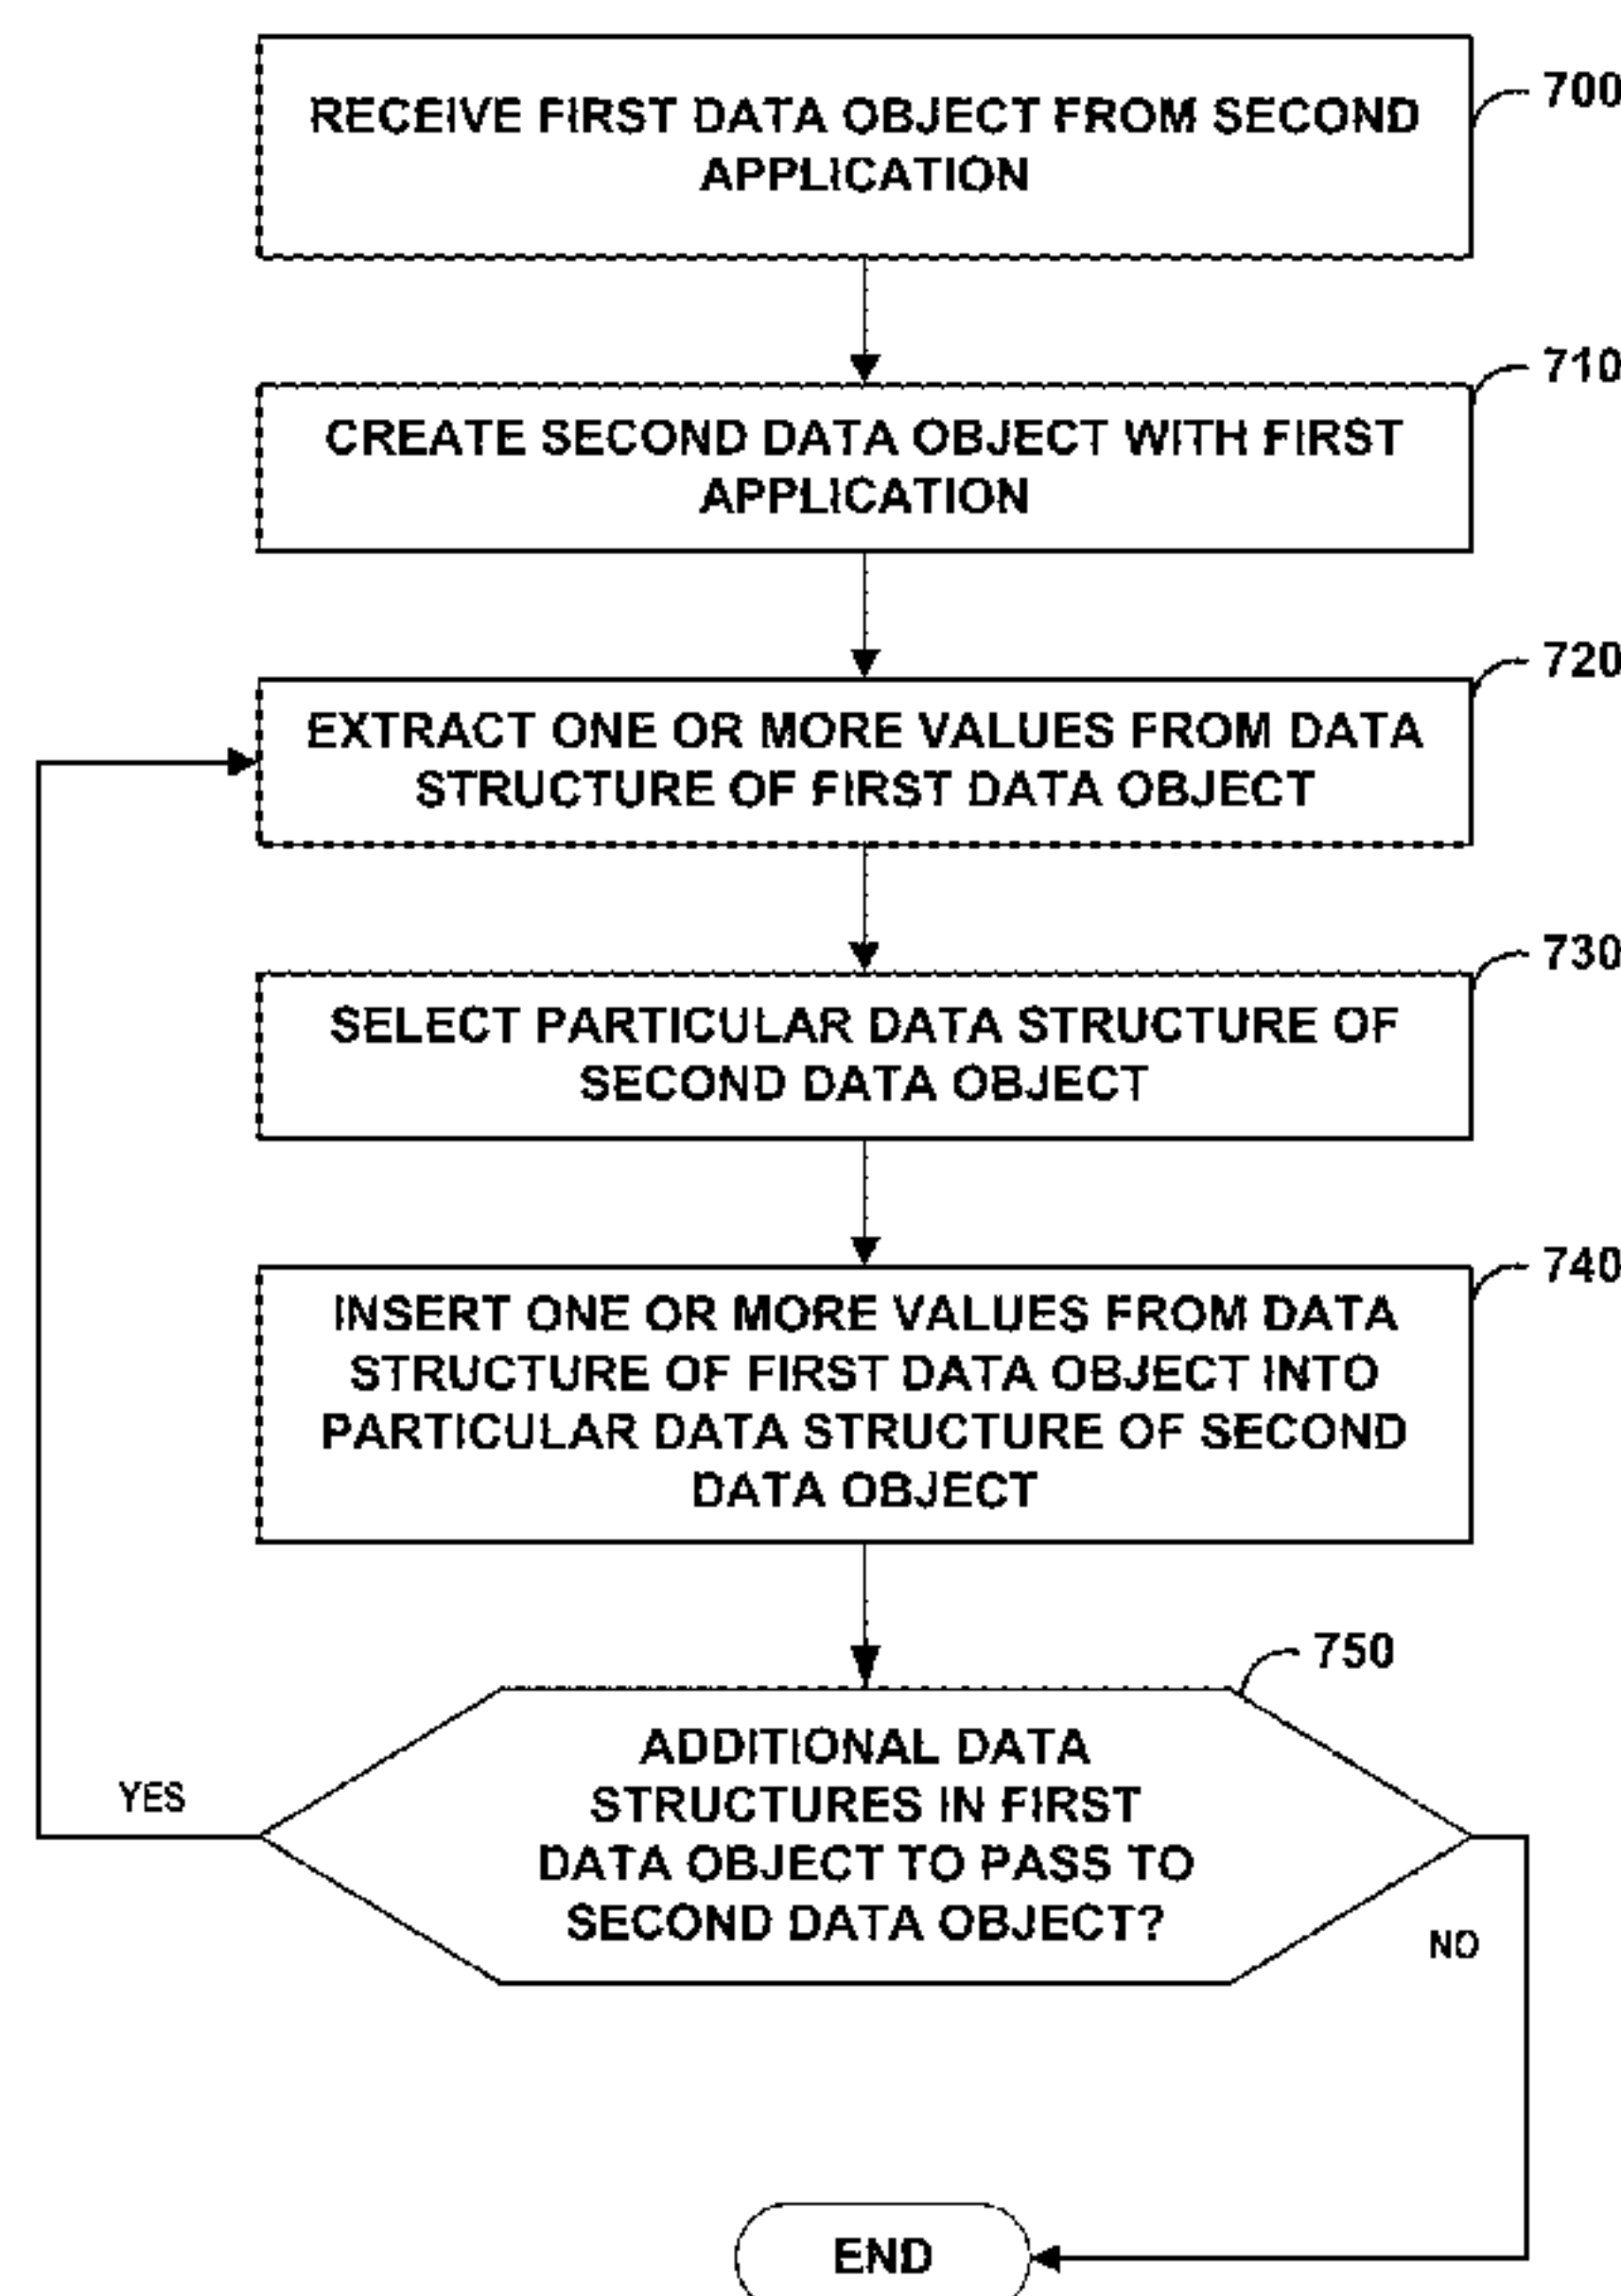 RECEIVE FIRST DATA OBJECT FROM SECOND
APPLICATION
700
CREATE SECOND DATA OBJECT WITH FIRST
APPLICATION
710
EXTRACT ONE OR MORE VALUES FROM DATA
STRUCTURE OF FIRST DATA OBJECT
720
SELECT PARTICULAR DATA STRUCTURE OF
SECOND DATA OBJECT
730
INSERT ONE OR MORE VALUES FROM DATA
STRUCTURE OF FIRST DATA OBJECT INTO
PARTICULAR DATA STRUCTURE OF SECOND
DATA OBJECT
740
ADDITIONAL DATA
STRUCTURES IN FIRST
DATA OBJECT TO PASS TO
SECOND DATA OBJECT?
750
YES
NO
END